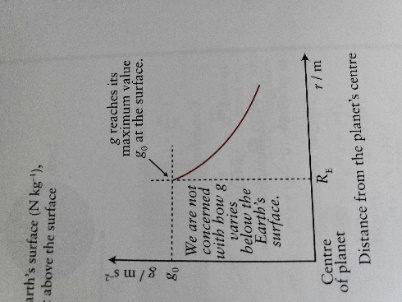 arth's surface (N kg⁻¹),
above the surface
g reaches its
maximum value
g₀ at the surface.
g / m s⁻²
g₀
We are not
concerned
with how g
varies
below the
Earth's
surface.
Centre
of planet
R_E
r / m
Distance from the planet's centre